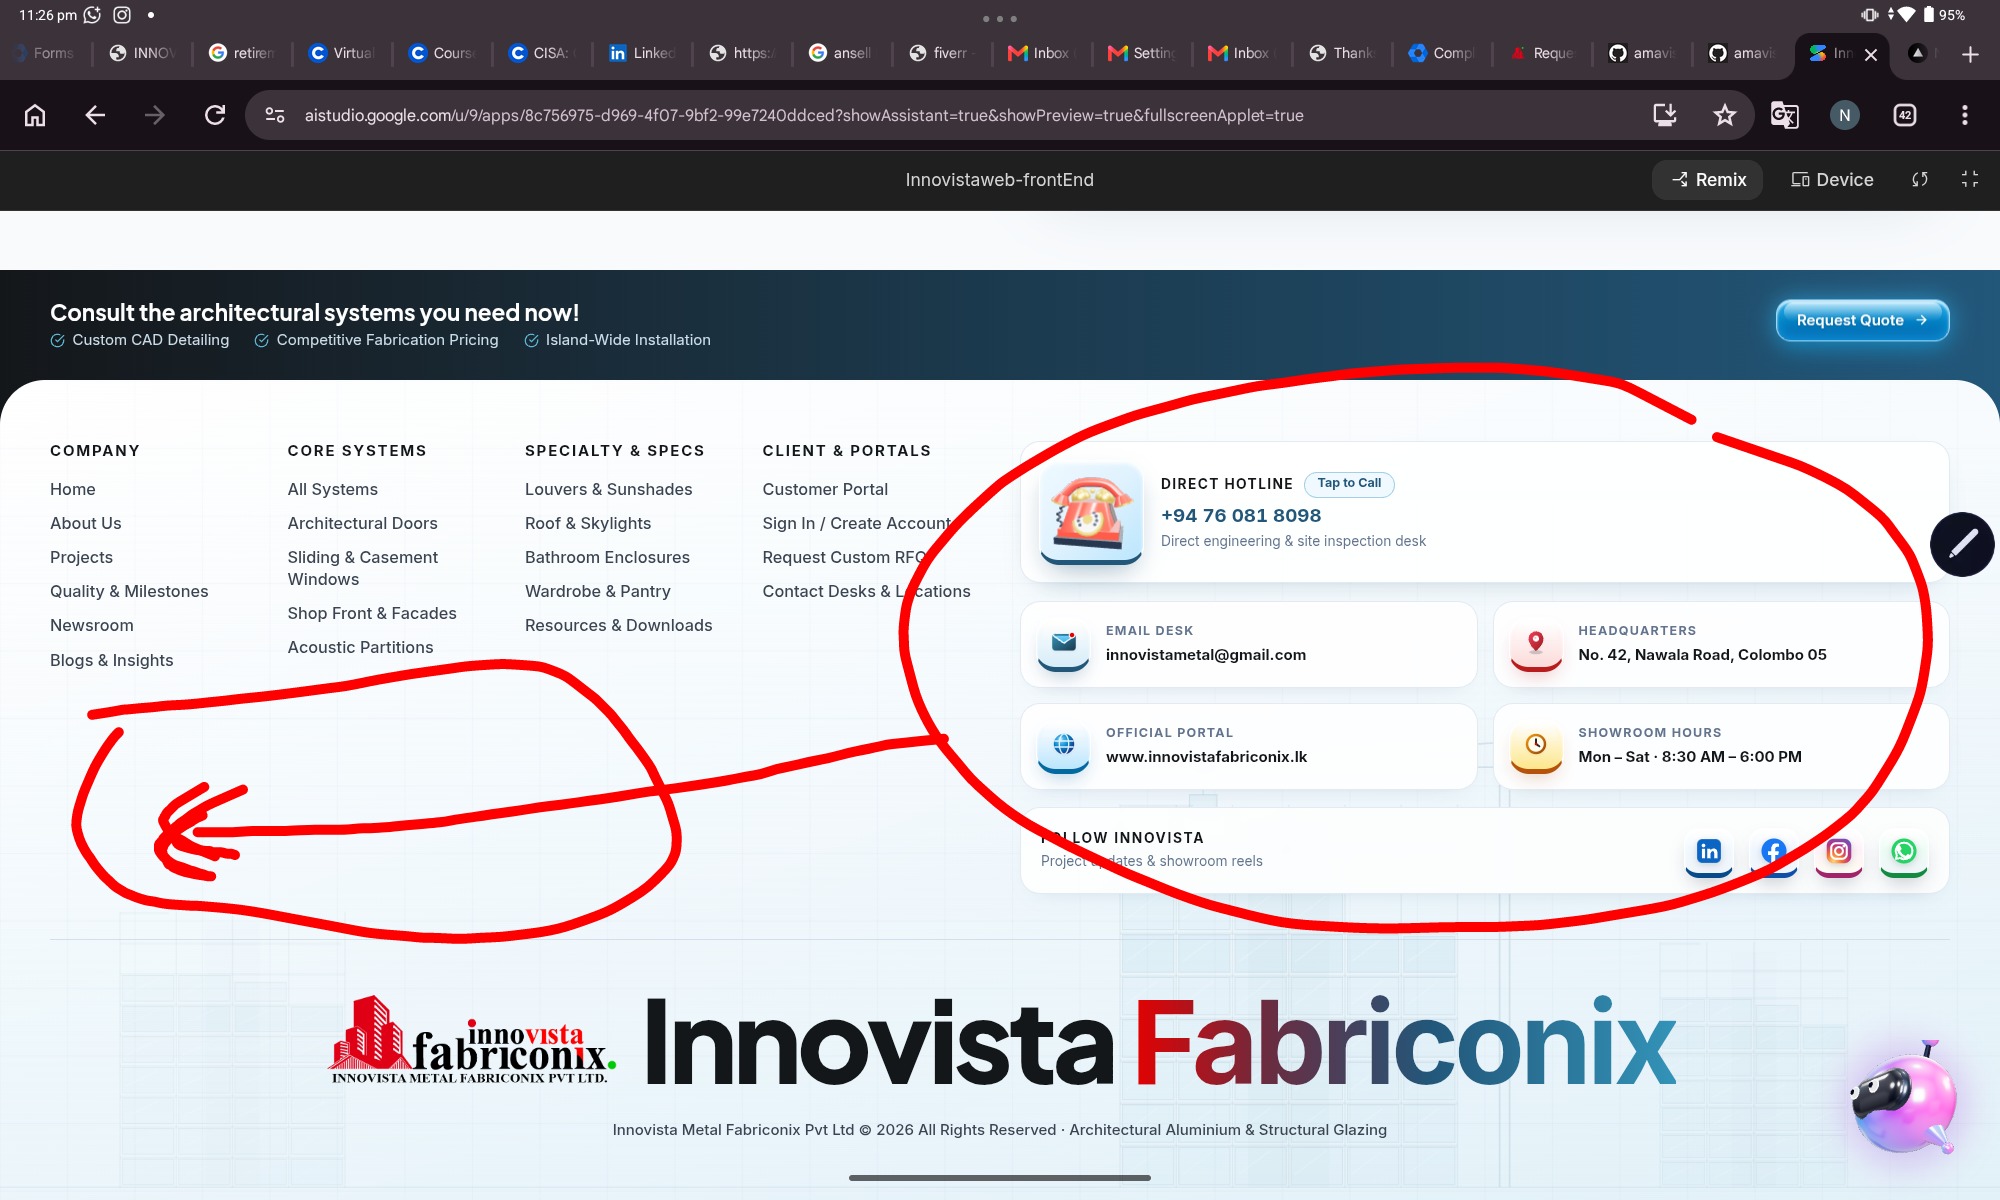 11:26 pm
95%
Forms
INNOV
retirem
Virtual
Course
CISA:
Linked
https:/
ansell
fiverr -
Inbox
Setting
Inbox
Thank
Compl
Reque
amavis
amavis
Inn
aistudio.google.com/u/9/apps/8c756975-d969-4f07-9bf2-99e7240ddced?showAssistant=true&showPreview=true&fullscreenApplet=true
N
42
Innovistaweb-frontEnd
Remix
Device
Consult the architectural systems you need now!
Custom CAD Detailing
Competitive Fabrication Pricing
Island-Wide Installation
Request Quote
COMPANY
Home
About Us
Projects
Quality & Milestones
Newsroom
Blogs & Insights
CORE SYSTEMS
All Systems
Architectural Doors
Sliding & Casement
Windows
Shop Front & Facades
Acoustic Partitions
SPECIALTY & SPECS
Louvers & Sunshades
Roof & Skylights
Bathroom Enclosures
Wardrobe & Pantry
Resources & Downloads
CLIENT & PORTALS
Customer Portal
Sign In / Create Account
Request Custom RFQ
Contact Desks & Locations
DIRECT HOTLINE
Tap to Call
+94 76 081 8098
Direct engineering & site inspection desk
EMAIL DESK
innovistametal@gmail.com
HEADQUARTERS
No. 42, Nawala Road, Colombo 05
OFFICIAL PORTAL
www.innovistafabriconix.lk
SHOWROOM HOURS
Mon – Sat · 8:30 AM – 6:00 PM
FOLLOW INNOVISTA
Project updates & showroom reels
innovista
fabriconix.
INNOVISTA METAL FABRICONIX PVT LTD.
Innovista Fabriconix
Innovista Metal Fabriconix Pvt Ltd © 2026 All Rights Reserved · Architectural Aluminium & Structural Glazing